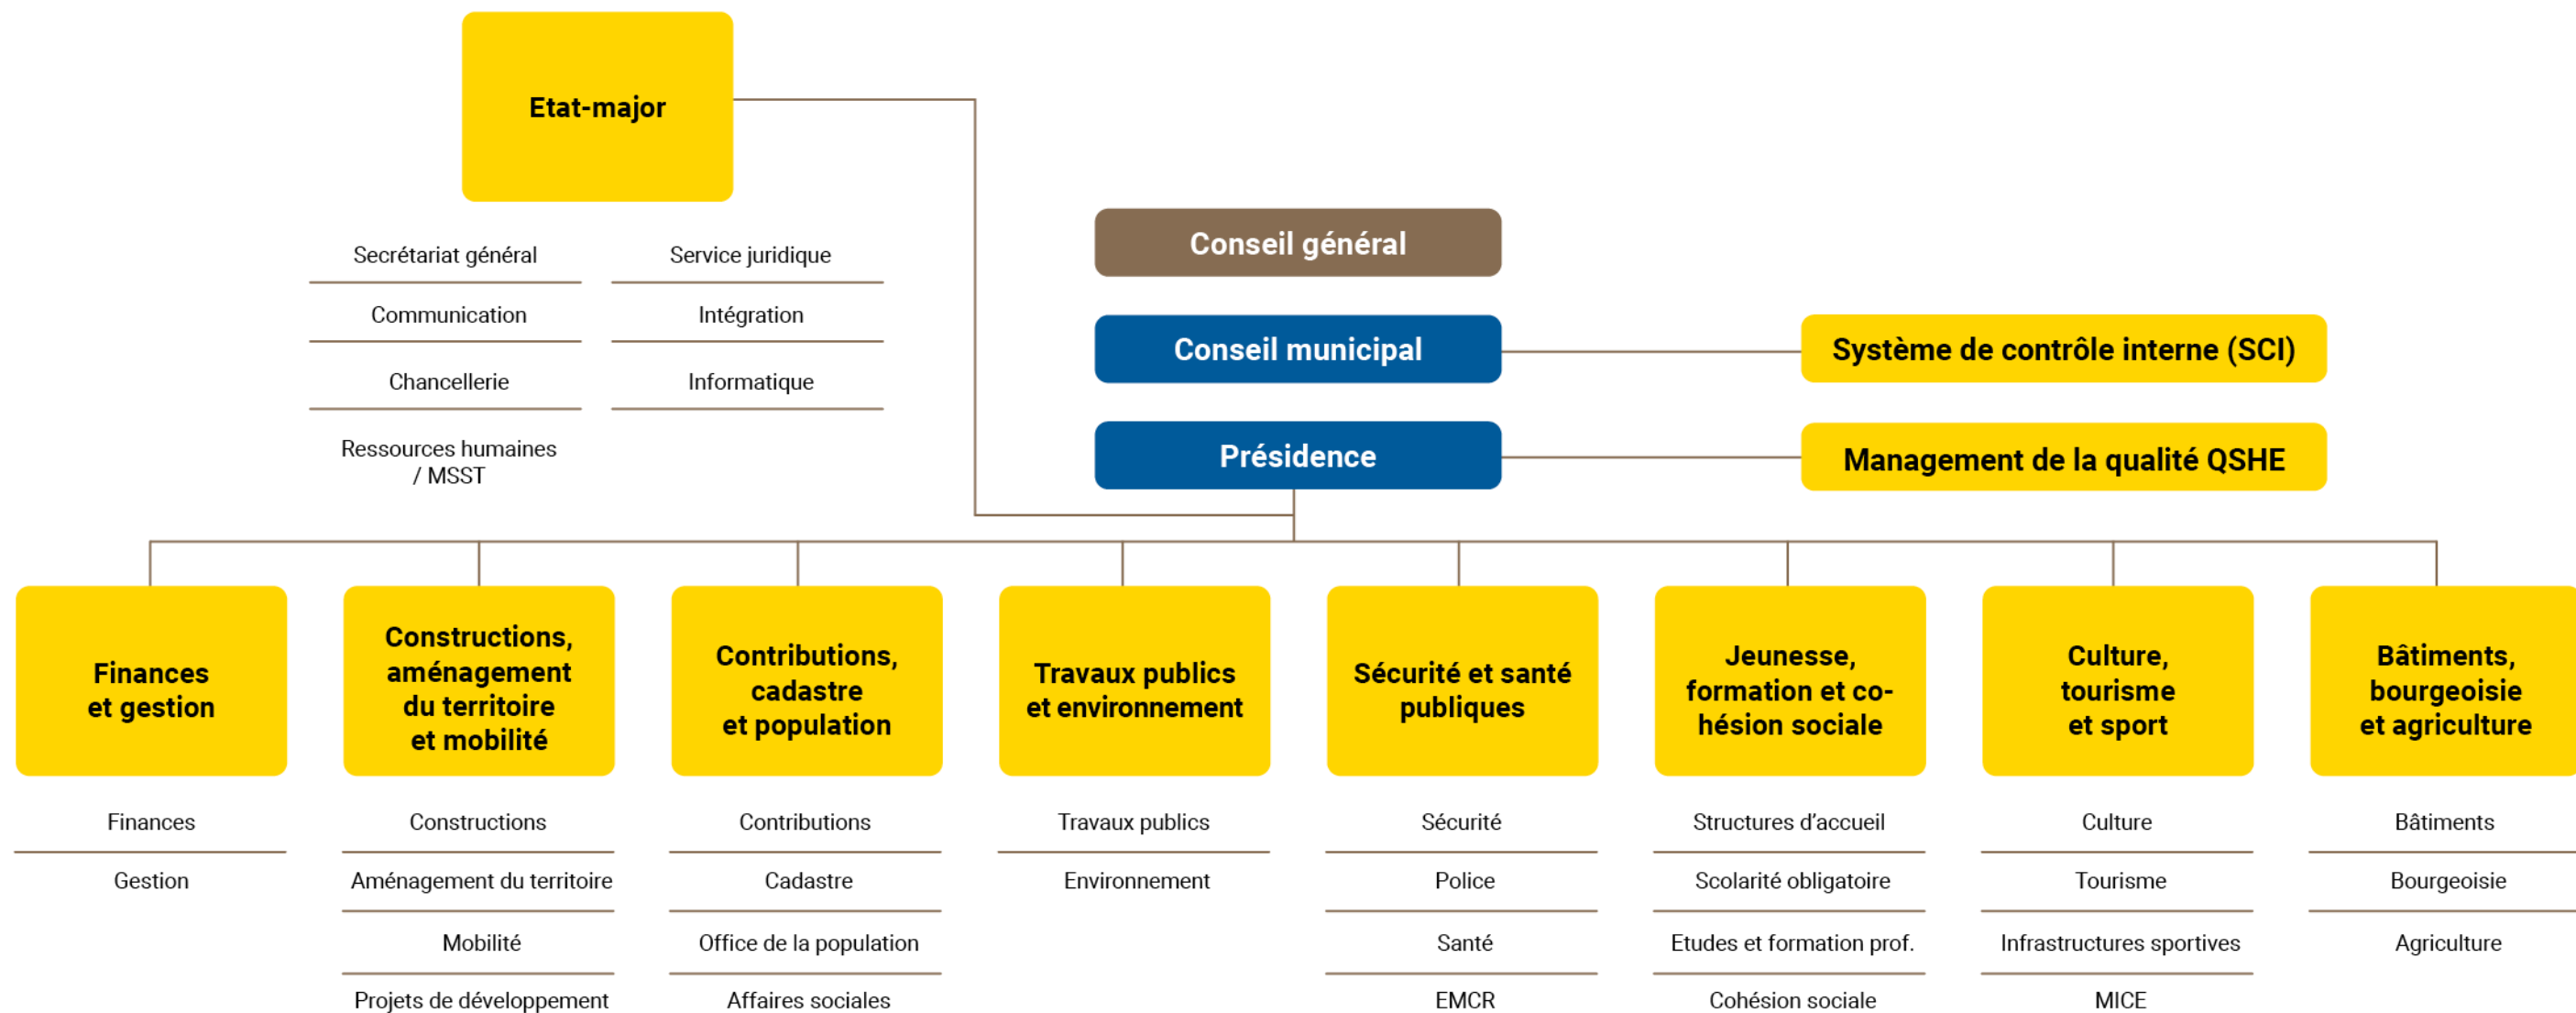 Etat-major
Secrétariat général
Service juridique
Communication
Intégration
Chancellerie
Informatique
Ressources humaines
/ MSST
Conseil général
Conseil municipal
Système de contrôle interne (SCI)
Présidence
Management de la qualité QSHE
Finances
et gestion
Finances
Gestion
Constructions,
aménagement
du territoire
et mobilité
Constructions
Aménagement du territoire
Mobilité
Projets de développement
Contributions,
cadastre
et population
Contributions
Cadastre
Office de la population
Affaires sociales
Travaux publics
et environnement
Travaux publics
Environnement
Sécurité et santé
publiques
Sécurité
Police
Santé
EMCR
Jeunesse,
formation et co-
hésion sociale
Structures d’accueil
Scolarité obligatoire
Etudes et formation prof.
Cohésion sociale
Culture,
tourisme
et sport
Culture
Tourisme
Infrastructures sportives
MICE
Bâtiments,
bourgeoisie
et agriculture
Bâtiments
Bourgeoisie
Agriculture